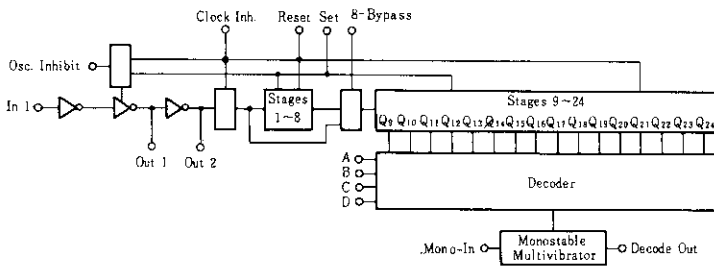 8-Bypass
Clock Inh.
Reset Set
Osc. Inhibit
In 1
Stages
1~8
Stages 9~24
Q9 Q10 Q11 Q12 Q13 Q14 Q15 Q16 Q17 Q18 Q19 Q20 Q21 Q22 Q23 Q24
Out 1
Out 2
A
B
C
D
Decoder
Mono-In
Monostable
Multivibrator
Decode Out